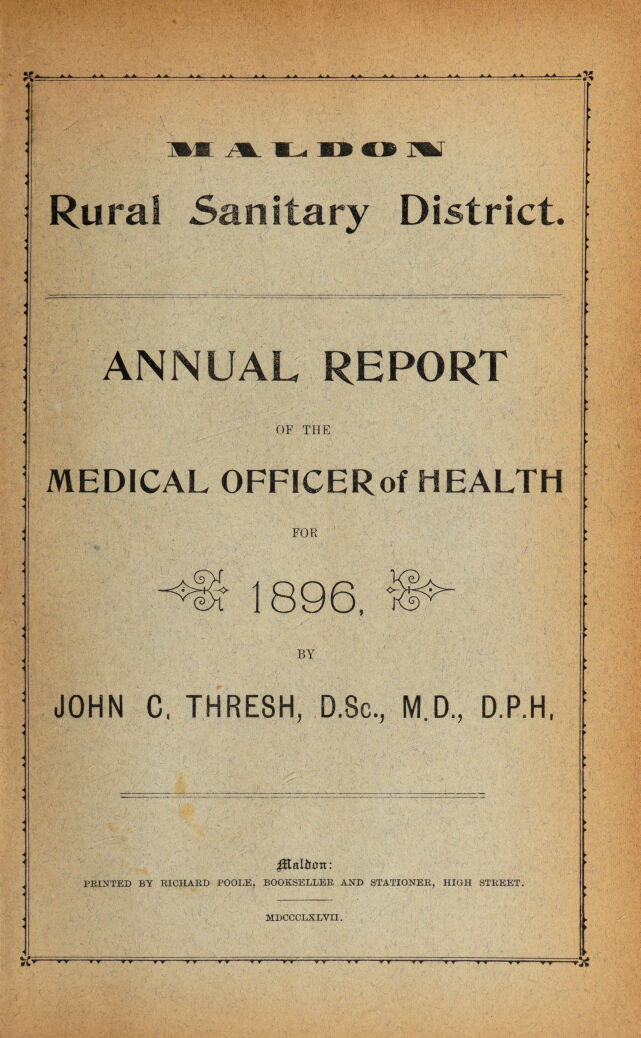 MALDON
Rural Sanitary District.
ANNUAL REPORT
OF THE
MEDICAL OFFICER of HEALTH
FOR
1896,
BY
JOHN C. THRESH, D.Sc., M.D., D.P.H.
Maldon:
PRINTED BY RICHARD POOLE, BOOKSELLER AND STATIONER, HIGH STREET.
MDCCCLXLVII.